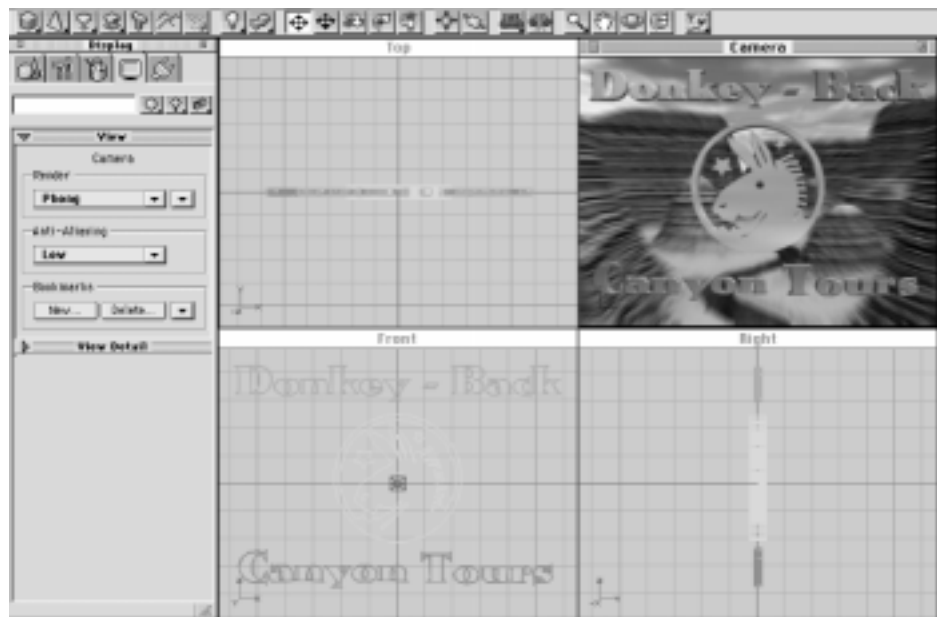 Display
View
Camera
Render
Phong
Anti-Aliasing
Low
Bookmarks
New...
Delete...
View Detail
Top
Camera
Donkey - Back
Canyon Tours
Front
Donkey - Back
Canyon Tours
Right